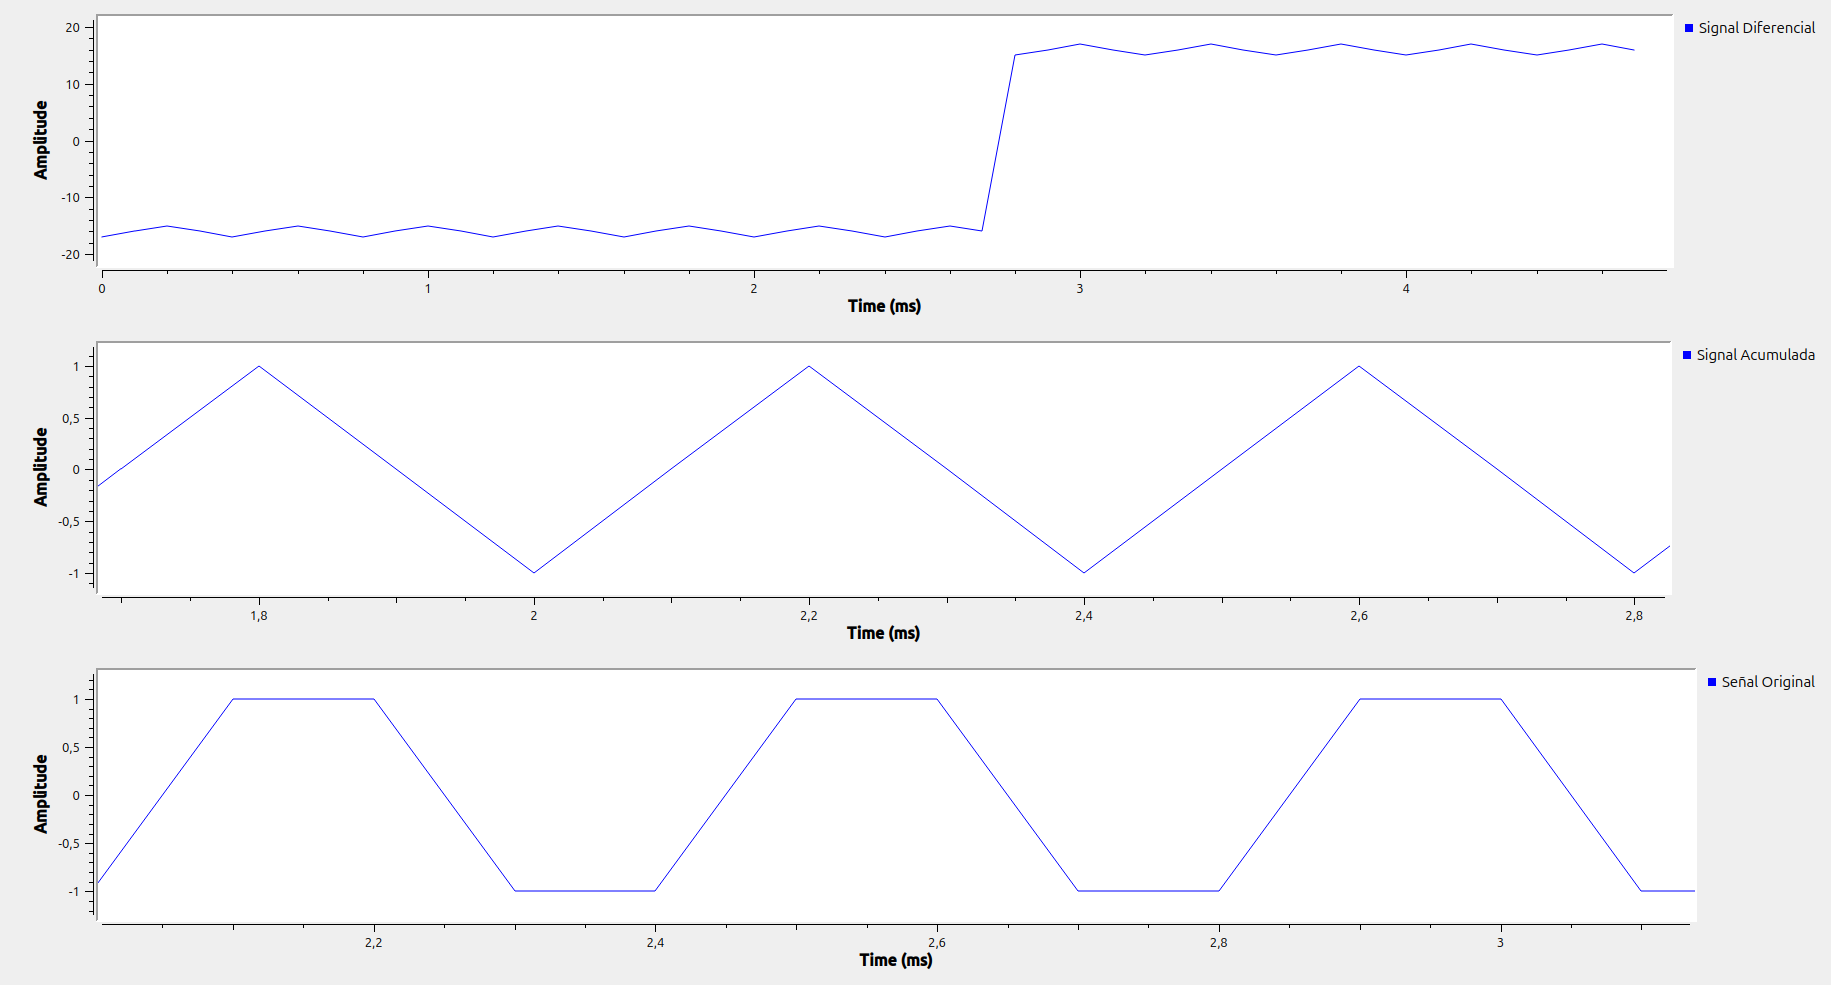 Amplitude
20
10
0
-10
-20
0 1 2 3 4
Time (ms)
Signal Diferencial
Amplitude
1
0,5
0
-0,5
-1
1,8 2 2,2 2,4 2,6 2,8
Time (ms)
Signal Acumulada
Amplitude
1
0,5
0
-0,5
-1
2,2 2,4 2,6 2,8 3
Time (ms)
Señal Original